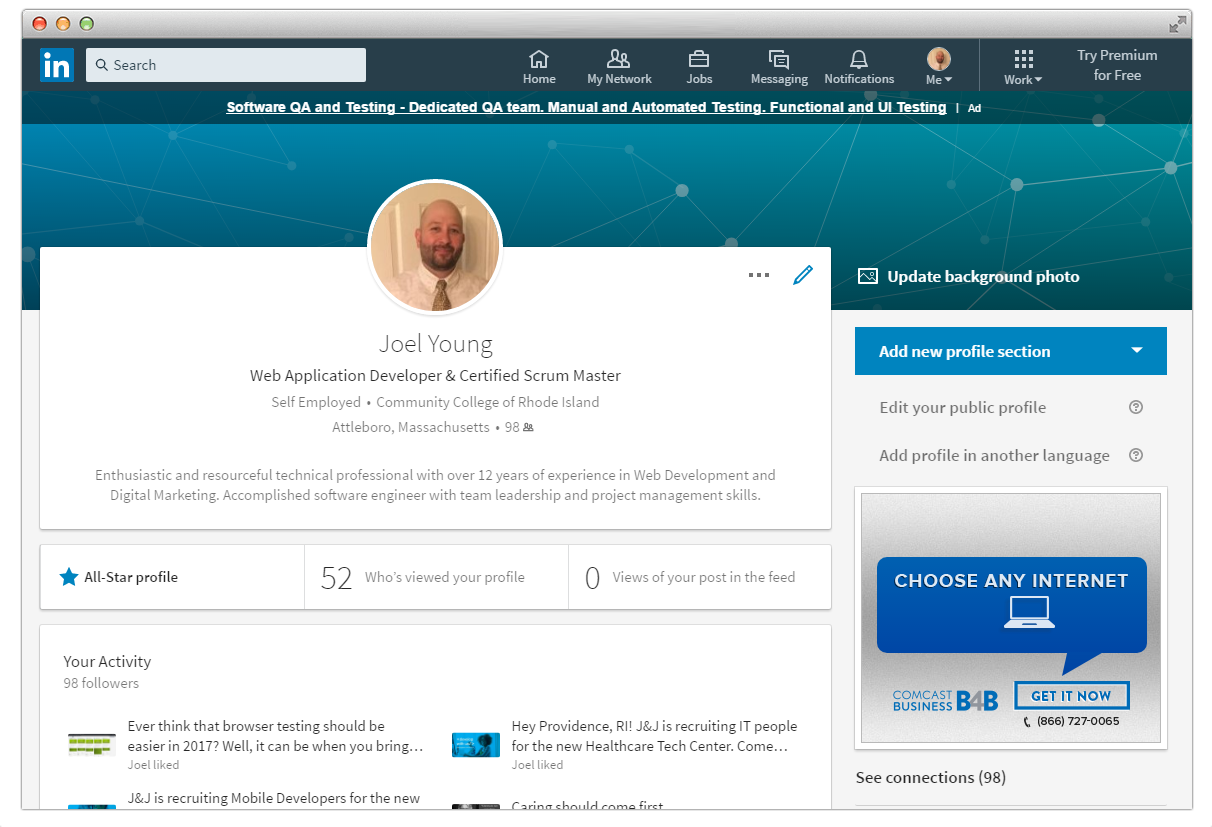 in
Search
Home
My Network
Jobs
Messaging
Notifications
Me
Work
Try Premium
for Free
Software QA and Testing - Dedicated QA team. Manual and Automated Testing. Functional and UI Testing | Ad
Update background photo
Joel Young
Web Application Developer & Certified Scrum Master
Self Employed • Community College of Rhode Island
Attleboro, Massachusetts • 98
Enthusiastic and resourceful technical professional with over 12 years of experience in Web Development and
Digital Marketing. Accomplished software engineer with team leadership and project management skills.
All-Star profile
52 Who's viewed your profile
0 Views of your post in the feed
Your Activity
98 followers
Ever think that browser testing should be
easier in 2017? Well, it can be when you bring…
Joel liked
Hey Providence, RI! J&J is recruiting IT people
for the new Healthcare Tech Center. Come…
Joel liked
J&J is recruiting Mobile Developers for the new
Caring should come first
Add new profile section
Edit your public profile
Add profile in another language
CHOOSE ANY INTERNET
COMCAST
BUSINESS
B4B
GET IT NOW
(866) 727-0065
See connections (98)